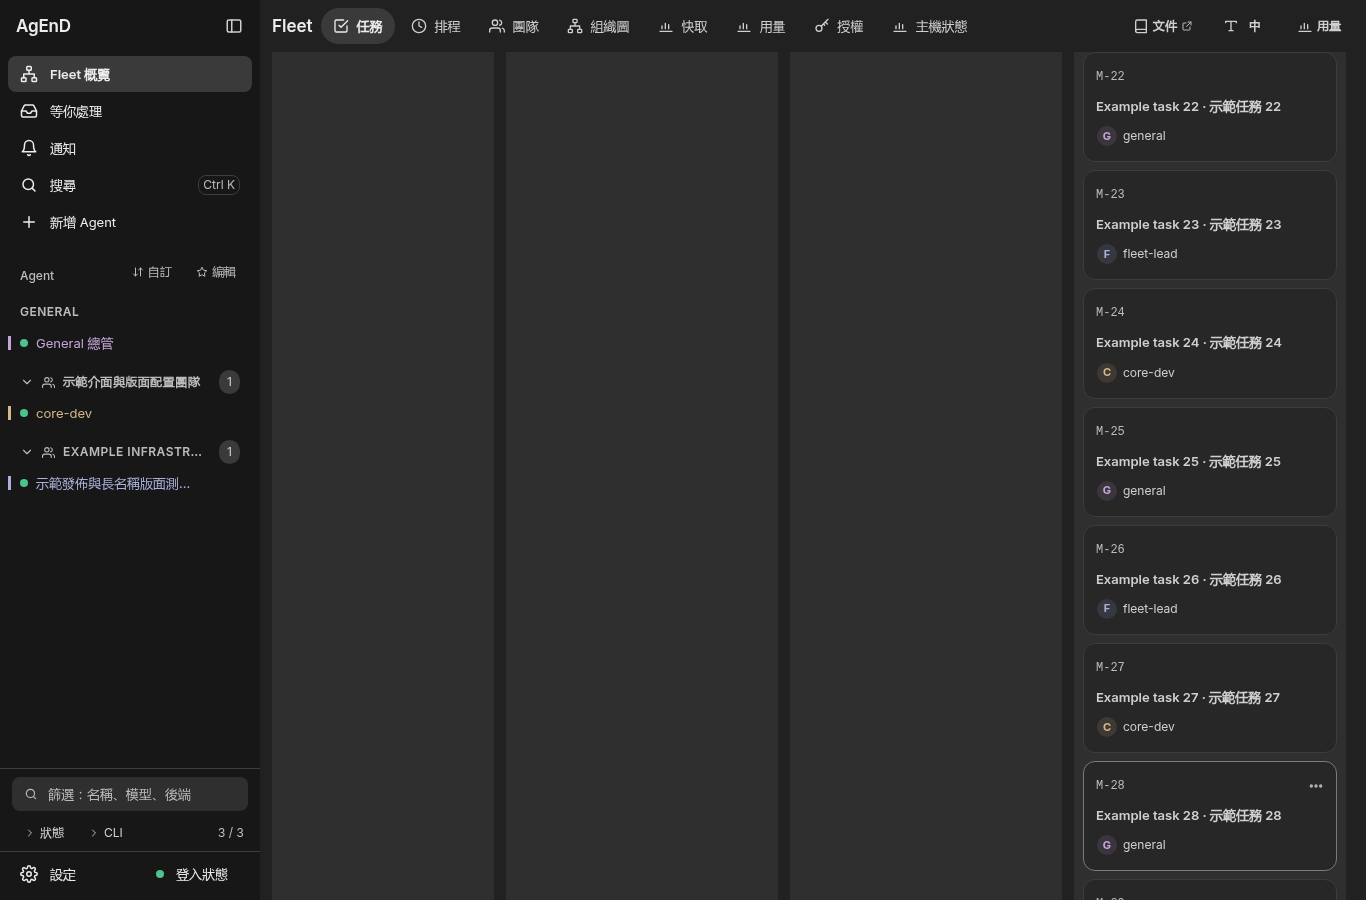 AgEnD
Fleet 概覽
等你處理
通知
搜尋 Ctrl K
新增 Agent
Agent 自訂 編輯
GENERAL
General 總管
示範介面與版面配置團隊 1
core-dev
EXAMPLE INFRASTR... 1
示範發佈與長名稱版面測...
篩選：名稱、模型、後端
狀態 CLI 3 / 3
設定 登入狀態
Fleet 任務 排程 團隊 組織圖 快取 用量 授權 主機狀態 文件 中 用量
M-22
Example task 22 · 示範任務 22
G general
M-23
Example task 23 · 示範任務 23
F fleet-lead
M-24
Example task 24 · 示範任務 24
C core-dev
M-25
Example task 25 · 示範任務 25
G general
M-26
Example task 26 · 示範任務 26
F fleet-lead
M-27
Example task 27 · 示範任務 27
C core-dev
M-28
Example task 28 · 示範任務 28
G general